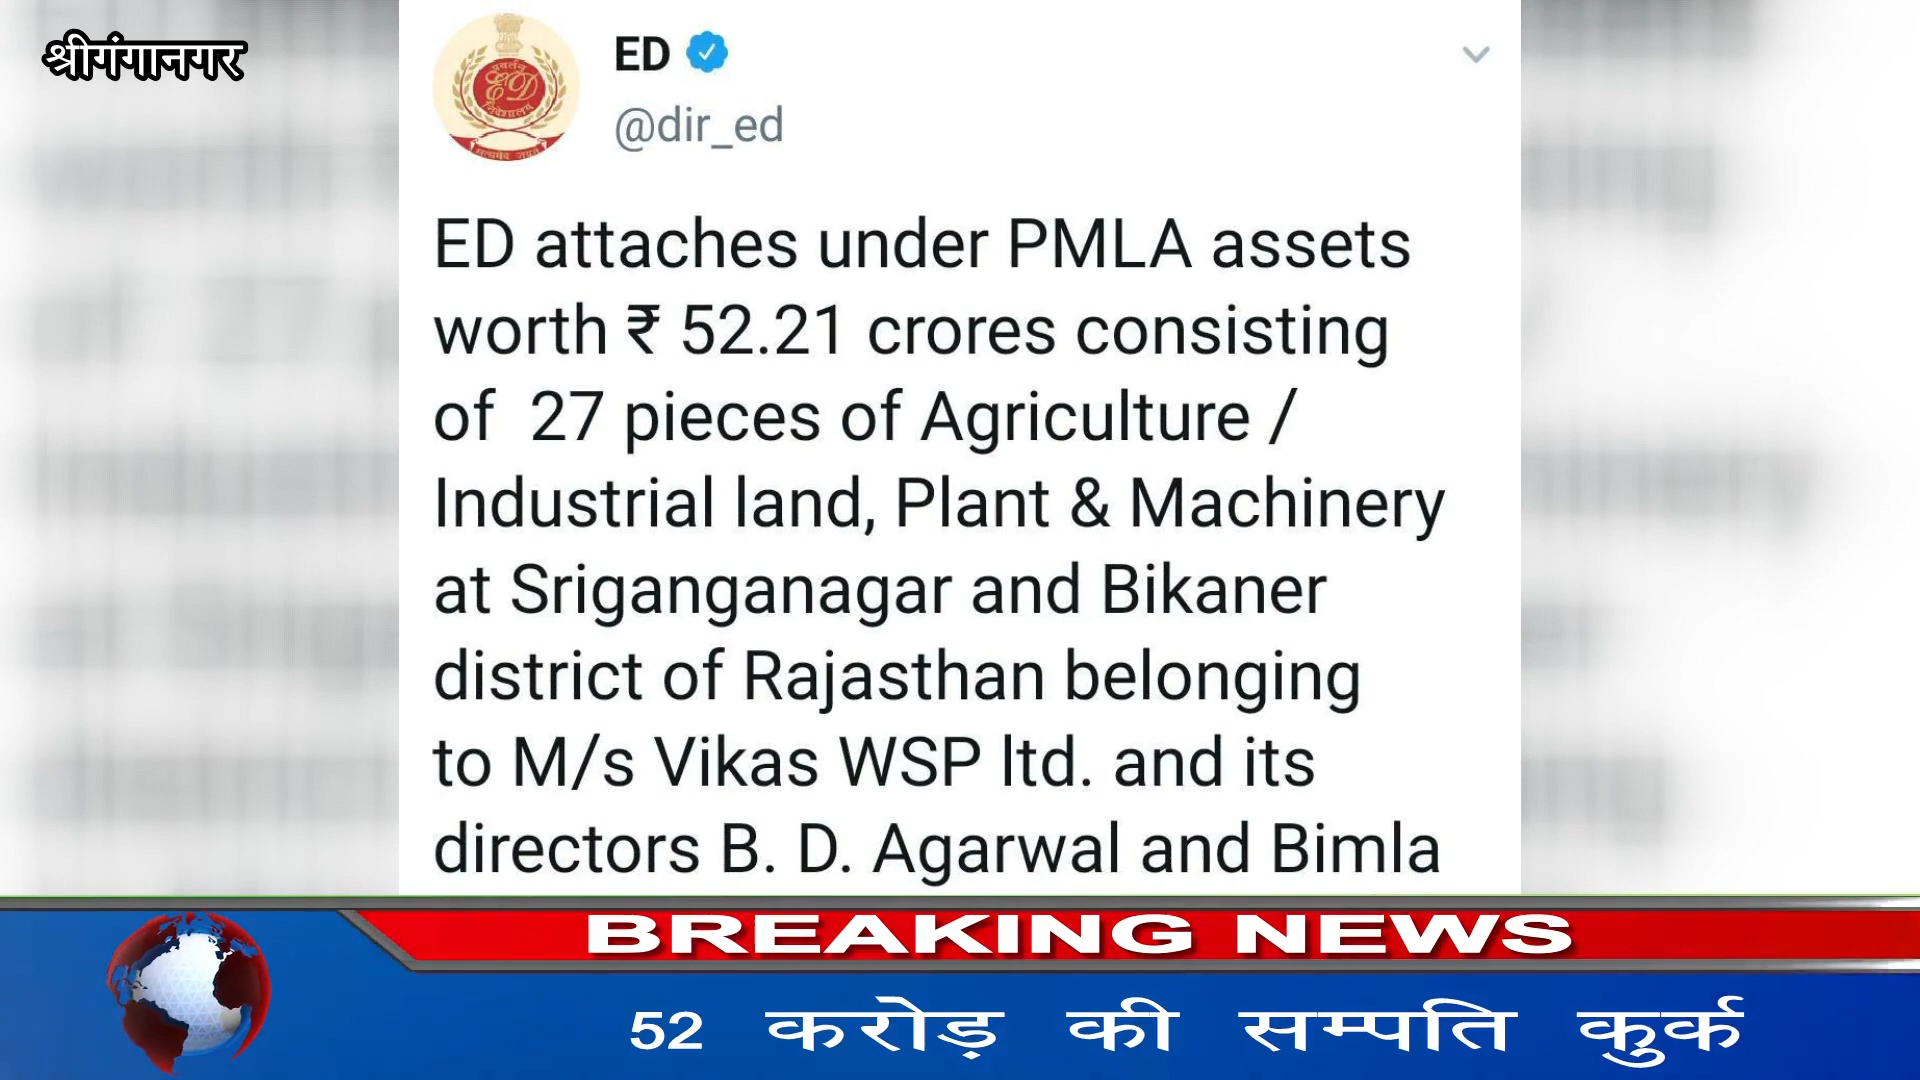 श्रीगंगानगर
ED
@dir_ed
ED attaches under PMLA assets
worth ₹ 52.21 crores consisting
of 27 pieces of Agriculture /
Industrial land, Plant & Machinery
at Sriganganagar and Bikaner
district of Rajasthan belonging
to M/s Vikas WSP ltd. and its
directors B. D. Agarwal and Bimla
BREAKING NEWS
52 करोड़ की सम्पति कुर्क